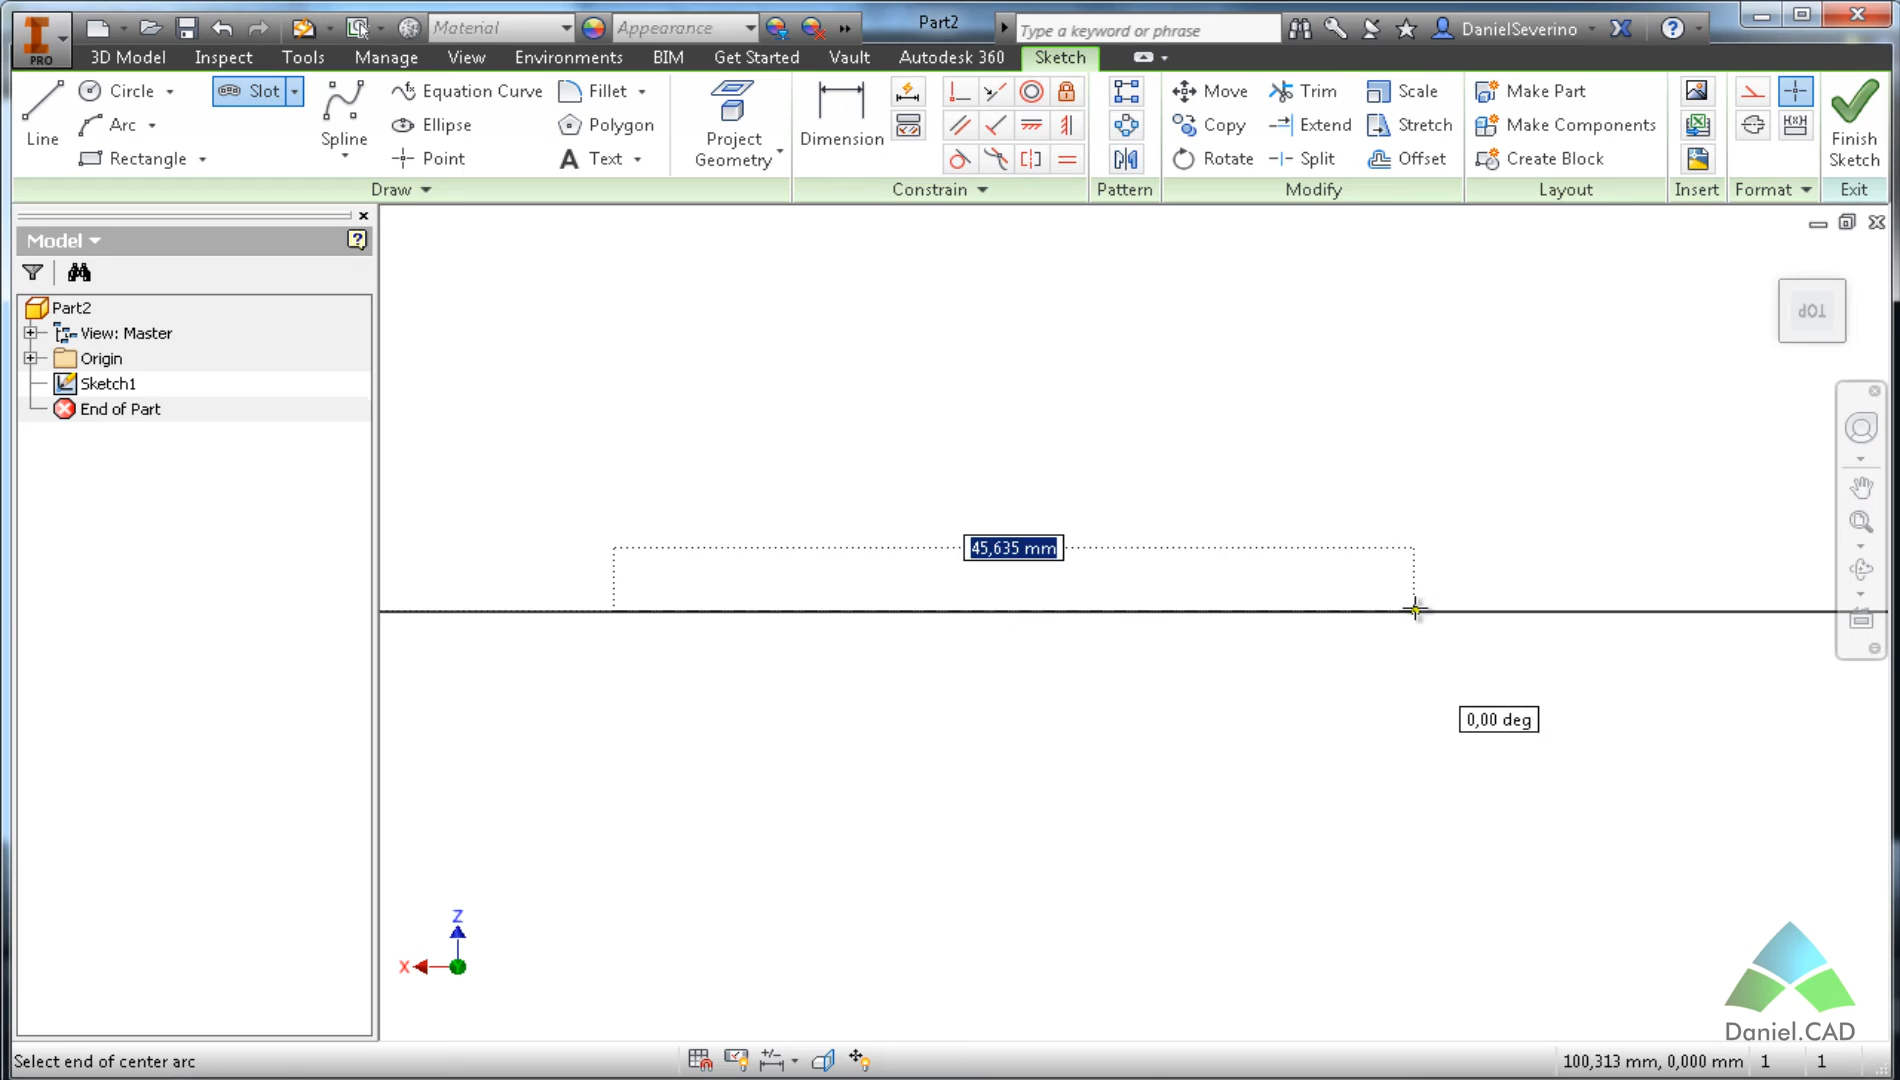 PRO
Material
Appearance
Part2
Type a keyword or phrase
DanielSeverino
3D Model
Inspect
Tools
Manage
View
Environments
BIM
Get Started
Vault
Autodesk 360
Sketch
Line
Circle
Arc
Rectangle
Slot
Spline
Equation Curve
Ellipse
Point
Fillet
Polygon
A Text
Project Geometry
Dimension
Move
Copy
Rotate
Trim
Extend
Split
Scale
Stretch
Offset
Make Part
Make Components
Create Block
Finish Sketch
Draw
Constrain
Pattern
Modify
Layout
Insert
Format
Exit
Model
Part2
View: Master
Origin
Sketch1
End of Part
TOP
45,635 mm
0,00 deg
Z
X
Daniel.CAD
Select end of center arc
100,313 mm, 0,000 mm
1
1